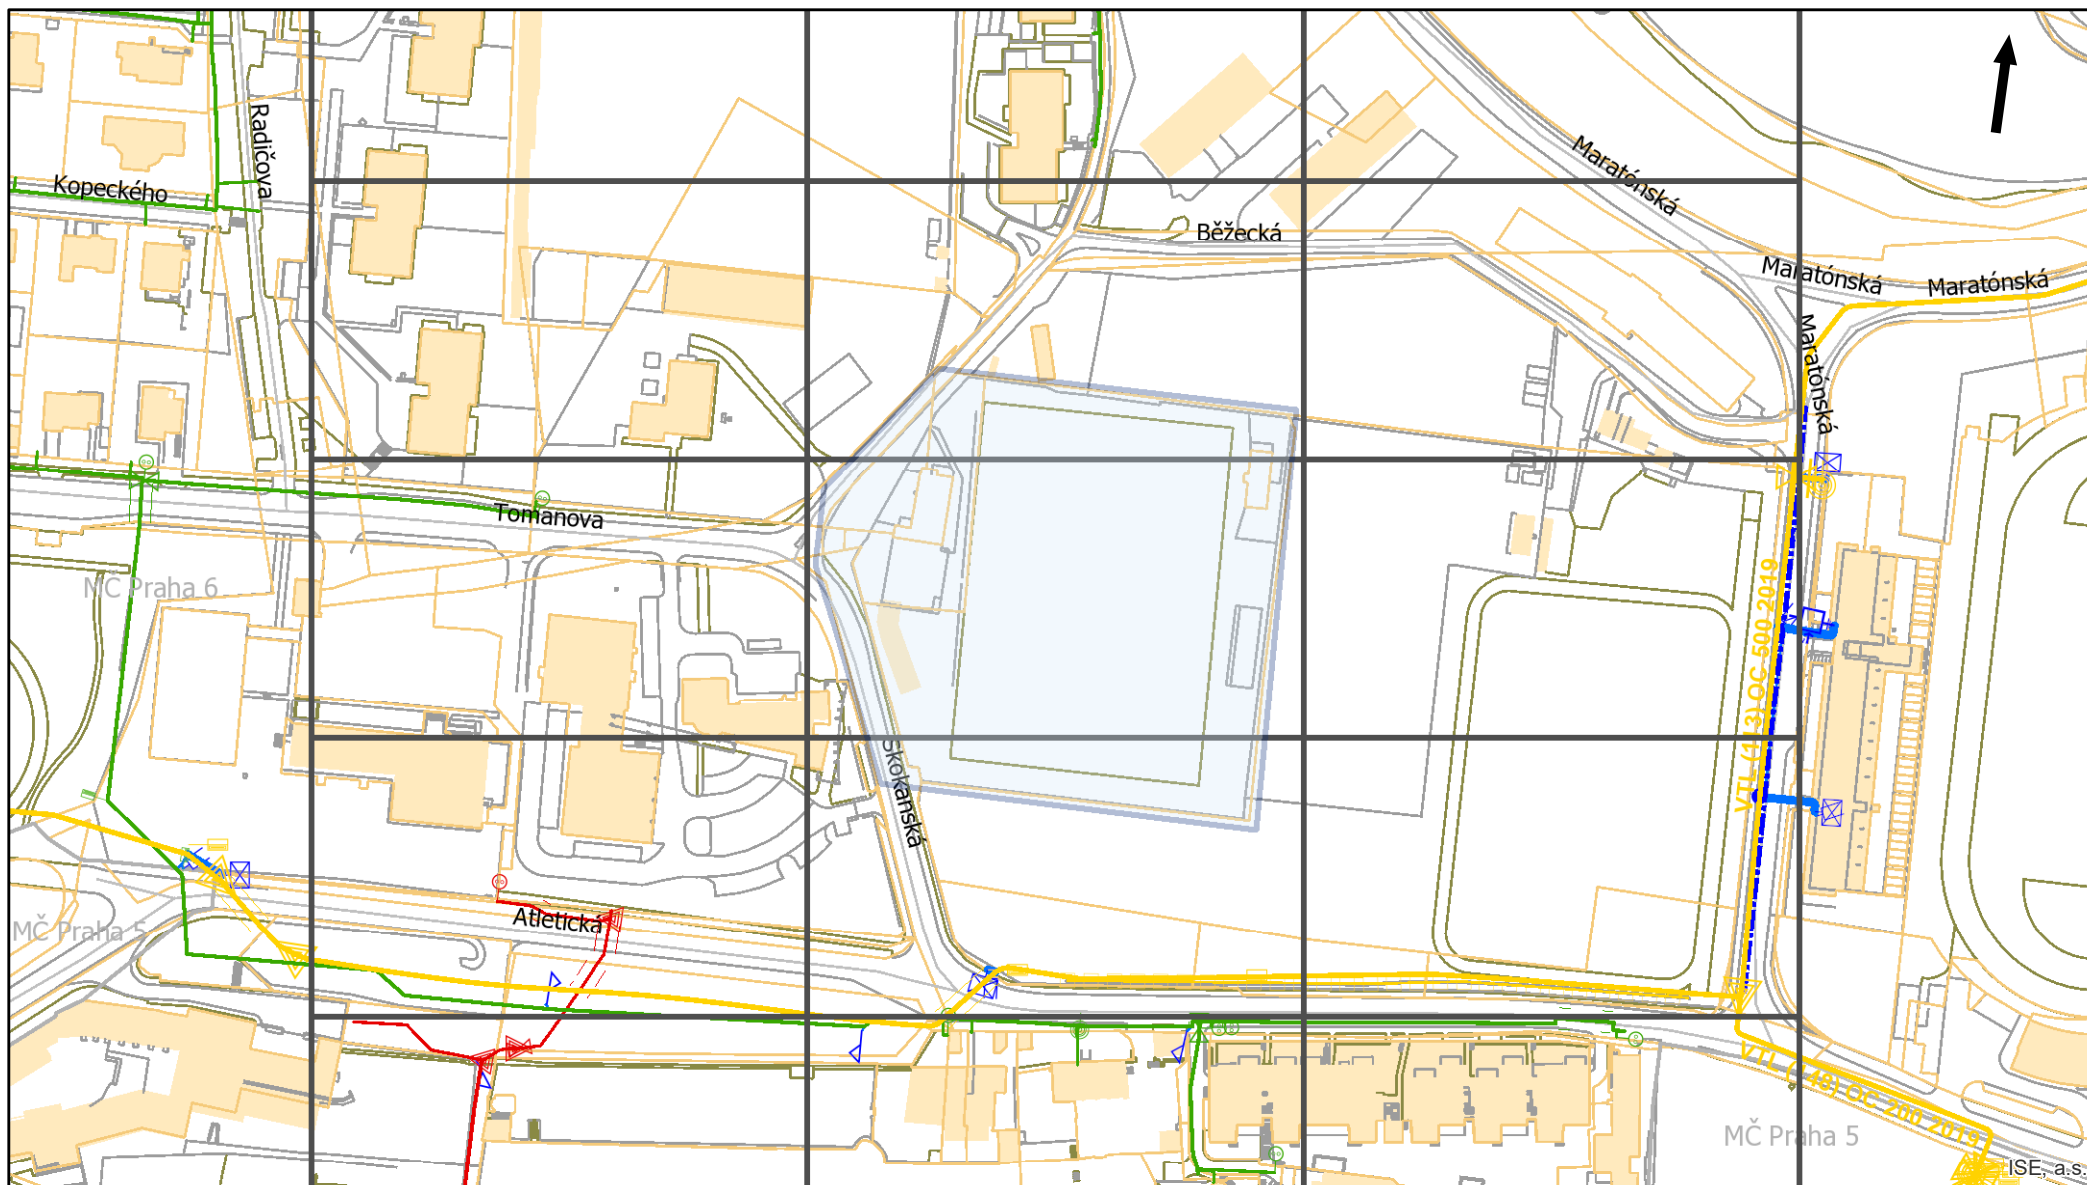 Radičova
Kopeckého
Maratónská
Běžecká
Maratónská
Maratónská
Maratónská
Tomanova
MČ Praha 6
VTL (113) OC 500 2019
Skokanská
Atletická
MČ Praha 5
VTL (148) OC 200 2019
MČ Praha 5
ISE, a.s.